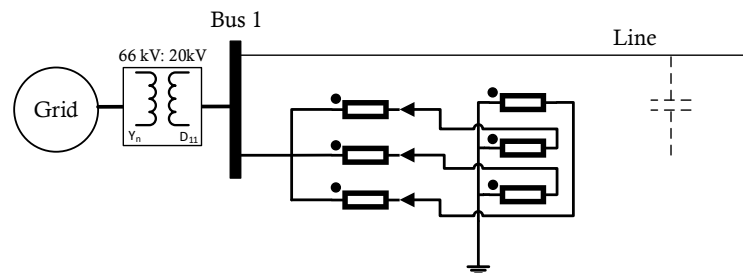 Bus 1
Line
66 kV: 20kV
Grid
Yn
D11